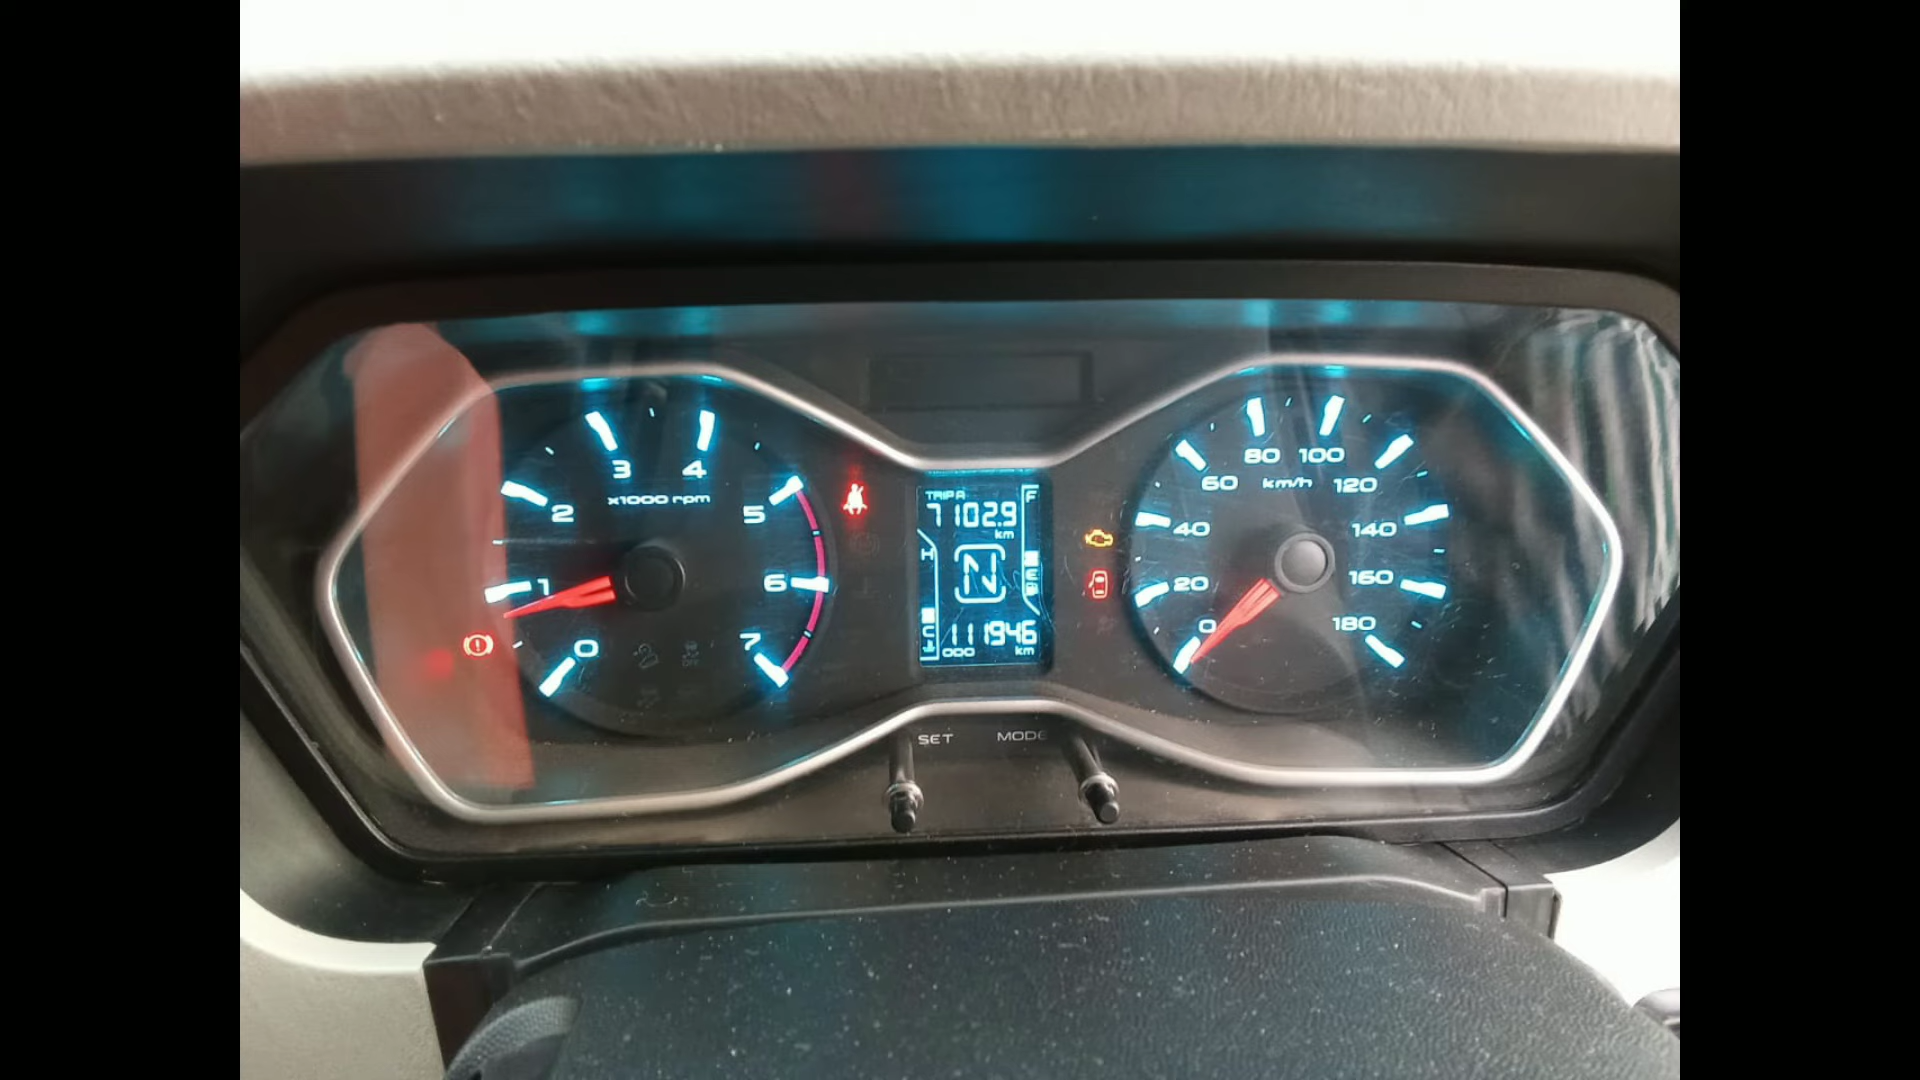 3 4
x1000 rpm
2 5
1 6
0 7
TRIP A
7102.9
km
F
H
N
E
C
111946
ODO km
80 100
60 km/h 120
40 140
20 160
0 180
SET MODE